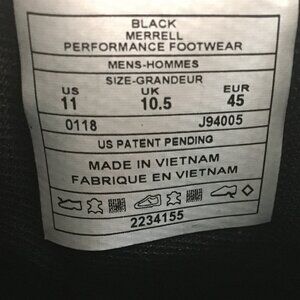 BLACK
MERRELL
PERFORMANCE FOOTWEAR
MENS-HOMMES
SIZE-GRANDEUR
US UK EUR
11 10.5 45
0118 J94005
US PATENT PENDING
MADE IN VIETNAM
FABRIQUE EN VIETNAM
2234155